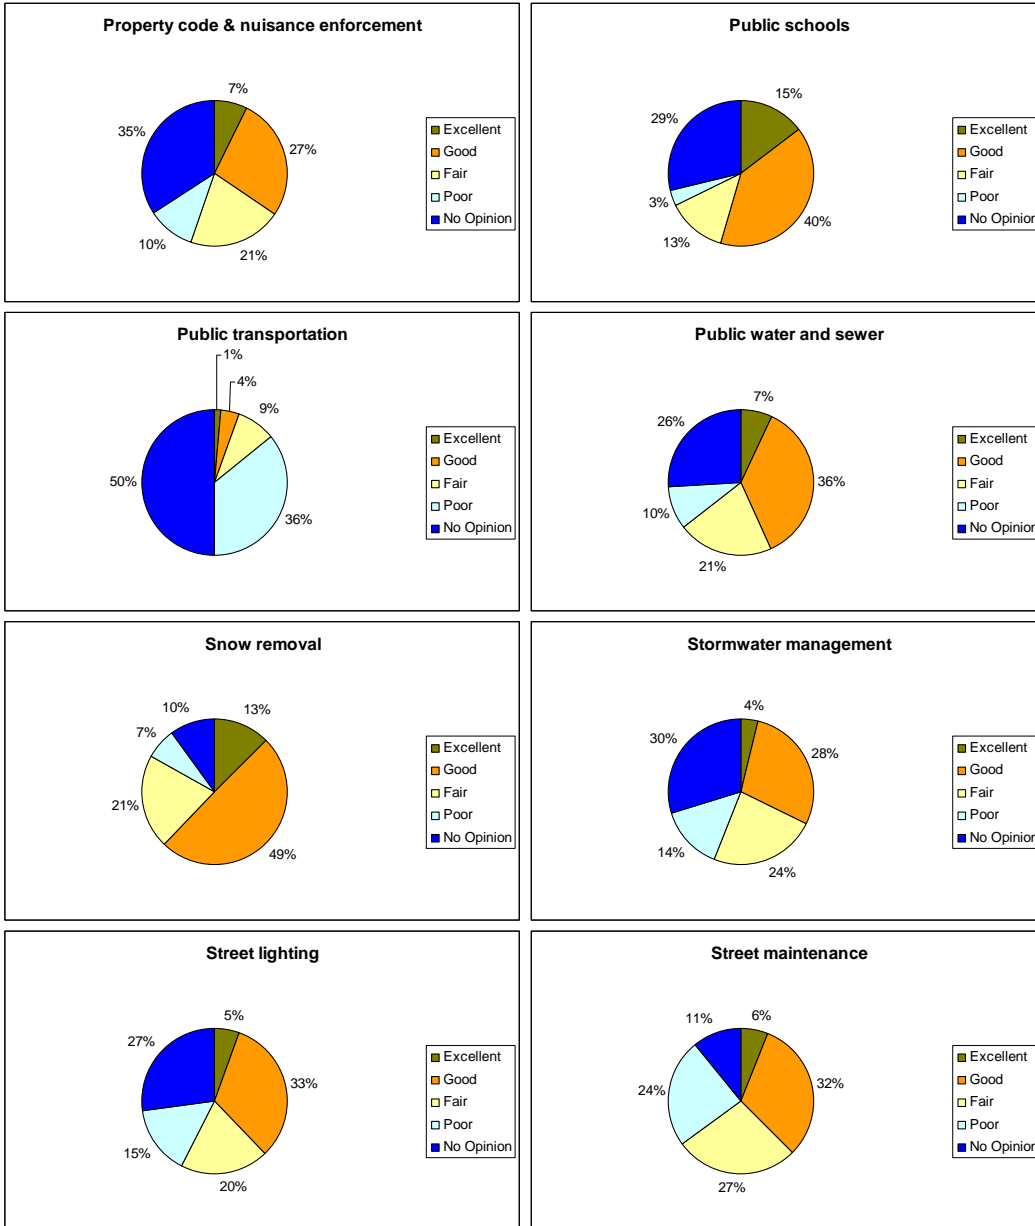 Property code & nuisance enforcement
7%
27%
21%
10%
35%
Excellent
Good
Fair
Poor
No Opinion
Public schools
15%
40%
13%
3%
29%
Excellent
Good
Fair
Poor
No Opinion
Public transportation
1%
4%
9%
36%
50%
Excellent
Good
Fair
Poor
No Opinion
Public water and sewer
7%
36%
21%
10%
26%
Excellent
Good
Fair
Poor
No Opinion
Snow removal
13%
49%
21%
7%
10%
Excellent
Good
Fair
Poor
No Opinion
Stormwater management
4%
28%
24%
14%
30%
Excellent
Good
Fair
Poor
No Opinion
Street lighting
5%
33%
20%
15%
27%
Excellent
Good
Fair
Poor
No Opinion
Street maintenance
6%
32%
27%
24%
11%
Excellent
Good
Fair
Poor
No Opinion